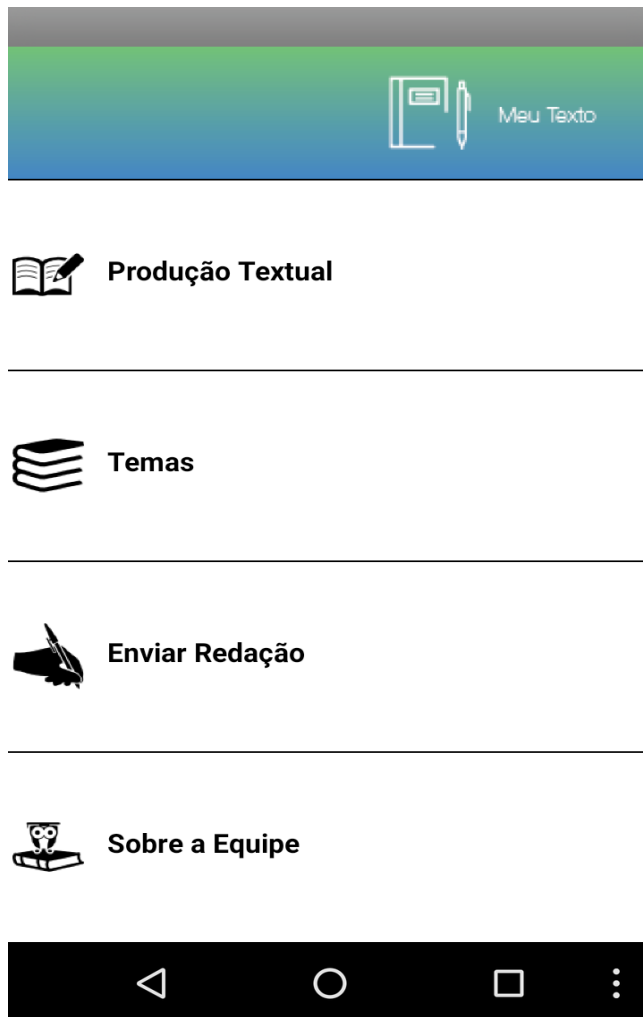 Meu Texto
Produção Textual
Temas
Enviar Redação
Sobre a Equipe